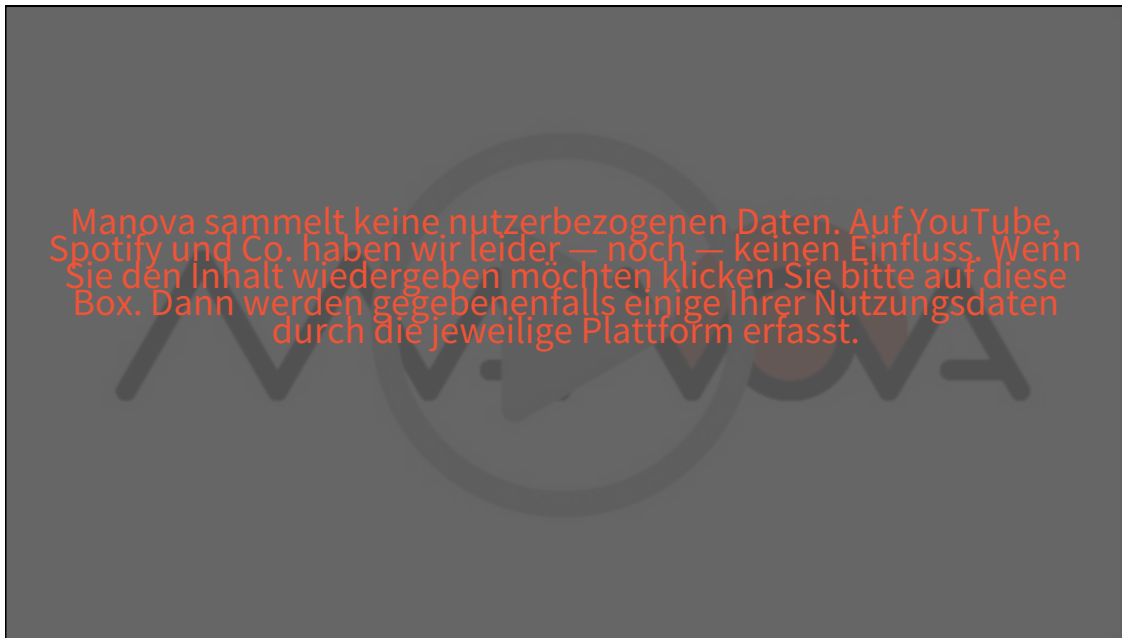 Manova sammelt keine nutzerbezogenen Daten. Auf YouTube,
Spotify und Co. haben wir leider — noch — keinen Einfluss. Wenn
Sie den Inhalt wiedergeben möchten klicken Sie bitte auf diese
Box. Dann werden gegebenenfalls einige Ihrer Nutzungsdaten
durch die jeweilige Plattform erfasst.
MANOVA